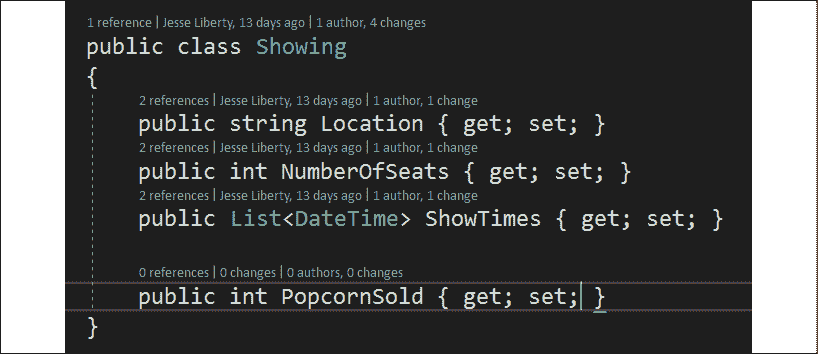 1 reference | Jesse Liberty, 13 days ago | 1 author, 4 changes
public class Showing
{
2 references | Jesse Liberty, 13 days ago | 1 author, 1 change
public string Location { get; set; }
2 references | Jesse Liberty, 13 days ago | 1 author, 1 change
public int NumberOfSeats { get; set; }
2 references | Jesse Liberty, 13 days ago | 1 author, 1 change
public List<DateTime> ShowTimes { get; set; }
0 references | 0 changes | 0 authors, 0 changes
public int PopcornSold { get; set; }
}